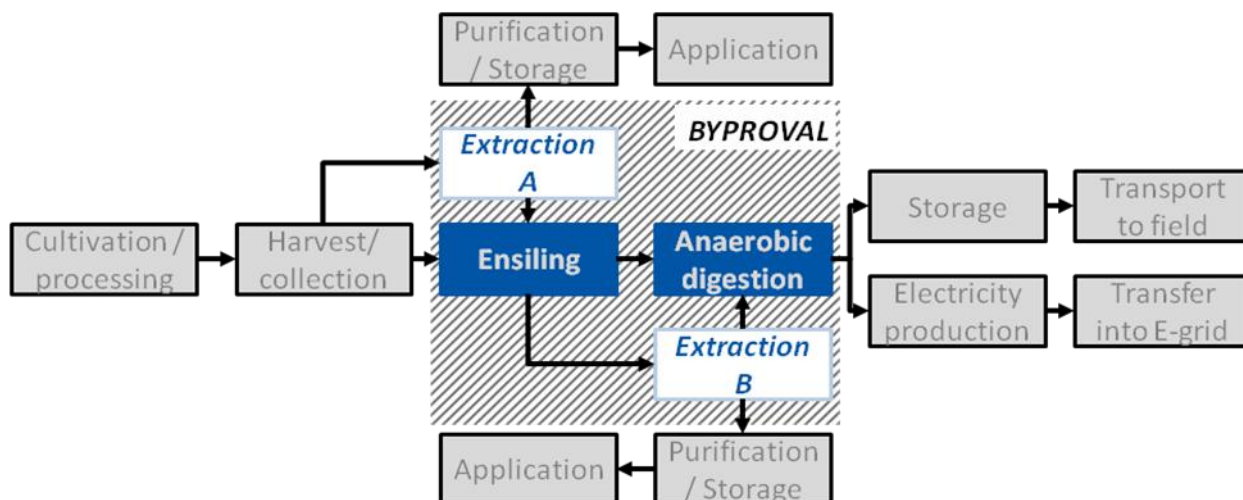 Purification
/ Storage
Application
BYPROVAL
Extraction
A
Cultivation /
processing
Harvest/
collection
Ensiling
Anaerobic
digestion
Storage
Transport
to field
Electricity
production
Transfer
into E-grid
Extraction
B
Application
Purification
/ Storage